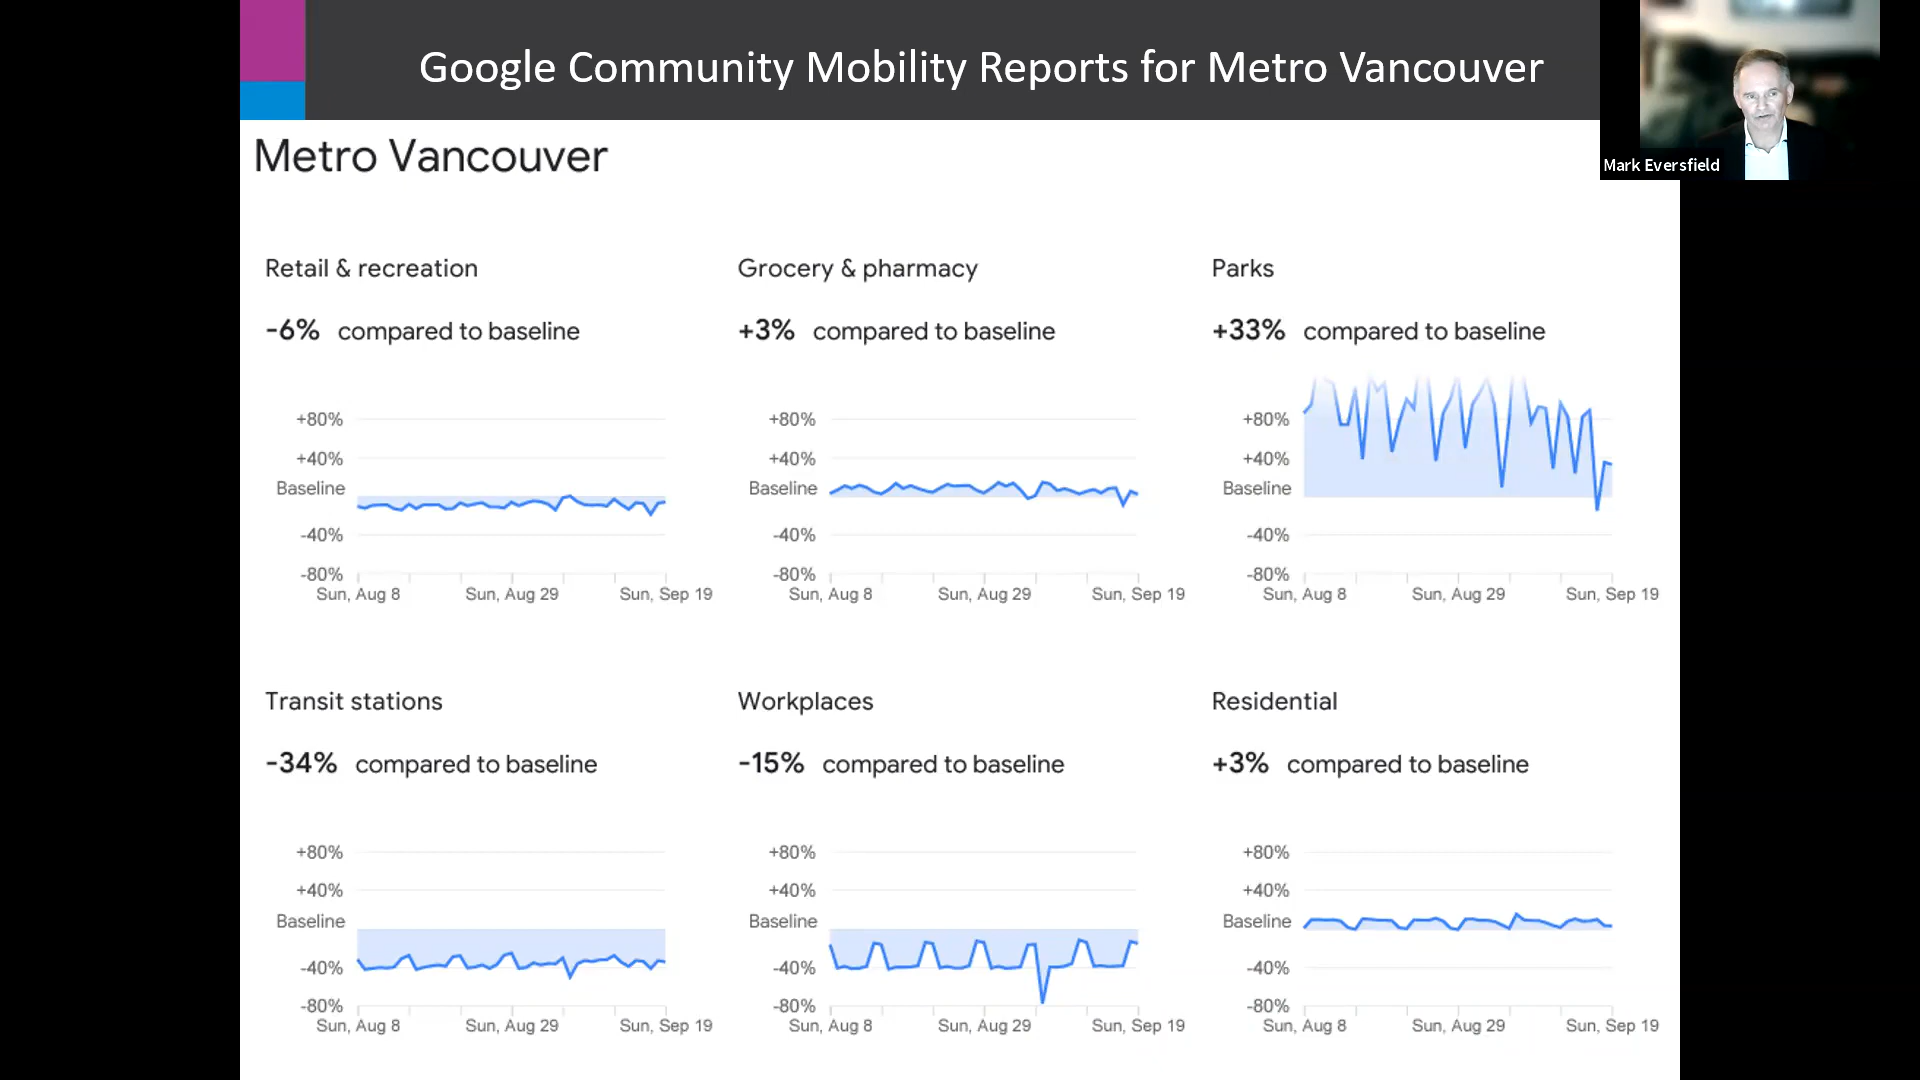 Google Community Mobility Reports for Metro Vancouver
Mark Eversfield
Metro Vancouver
Retail & recreation
-6% compared to baseline
+80%
+40%
Baseline
-40%
-80%
Sun, Aug 8 Sun, Aug 29 Sun, Sep 19
Grocery & pharmacy
+3% compared to baseline
+80%
+40%
Baseline
-40%
-80%
Sun, Aug 8 Sun, Aug 29 Sun, Sep 19
Parks
+33% compared to baseline
+80%
+40%
Baseline
-40%
-80%
Sun, Aug 8 Sun, Aug 29 Sun, Sep 19
Transit stations
-34% compared to baseline
+80%
+40%
Baseline
-40%
-80%
Sun, Aug 8 Sun, Aug 29 Sun, Sep 19
Workplaces
-15% compared to baseline
+80%
+40%
Baseline
-40%
-80%
Sun, Aug 8 Sun, Aug 29 Sun, Sep 19
Residential
+3% compared to baseline
+80%
+40%
Baseline
-40%
-80%
Sun, Aug 8 Sun, Aug 29 Sun, Sep 19